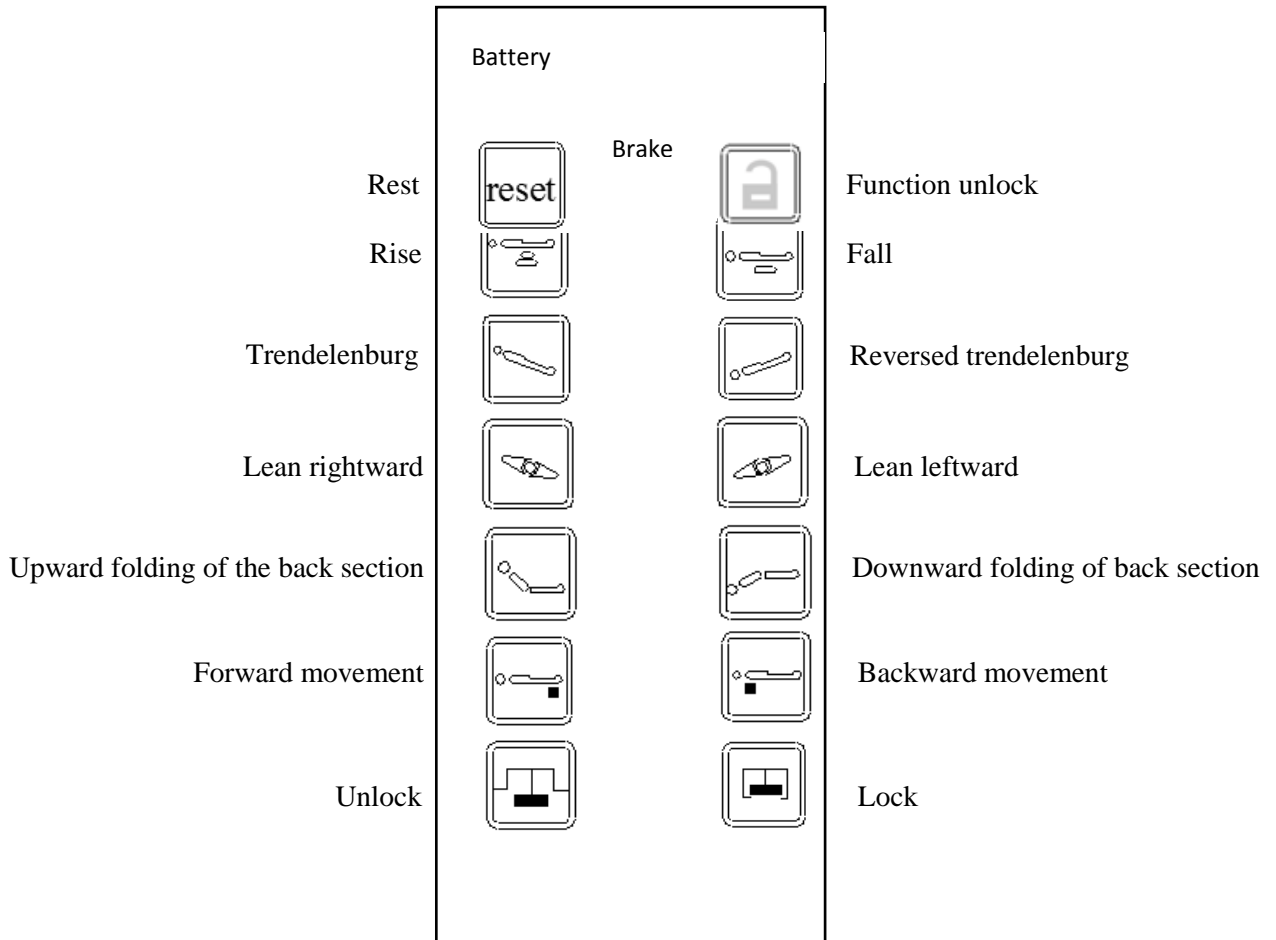 Battery
Brake
Rest reset Function unlock
Rise Fall
Trendelenburg Reversed trendelenburg
Lean rightward Lean leftward
Upward folding of the back section Downward folding of back section
Forward movement Backward movement
Unlock Lock